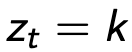 z_t = k